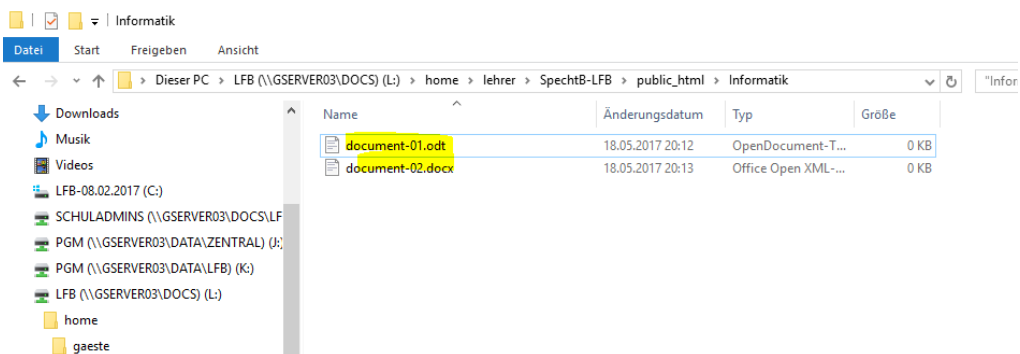 Informatik
Datei Start Freigeben Ansicht
Dieser PC > LFB (\\GSERVER03\DOCS) (L:) > home > lehrer > SpechtB-LFB > public_html > Informatik "Infor
Downloads
Musik
Videos
LFB-08.02.2017 (C:)
SCHULADMINS (\\GSERVER03\DOCS\LF
PGM (\\GSERVER03\DATA\ZENTRAL) (J:)
PGM (\\GSERVER03\DATA\LFB) (K:)
LFB (\\GSERVER03\DOCS) (L:)
home
gaeste
Name Änderungsdatum Typ Größe
document-01.odt 18.05.2017 20:12 OpenDocument-T... 0 KB
document-02.docx 18.05.2017 20:13 Office Open XML-... 0 KB